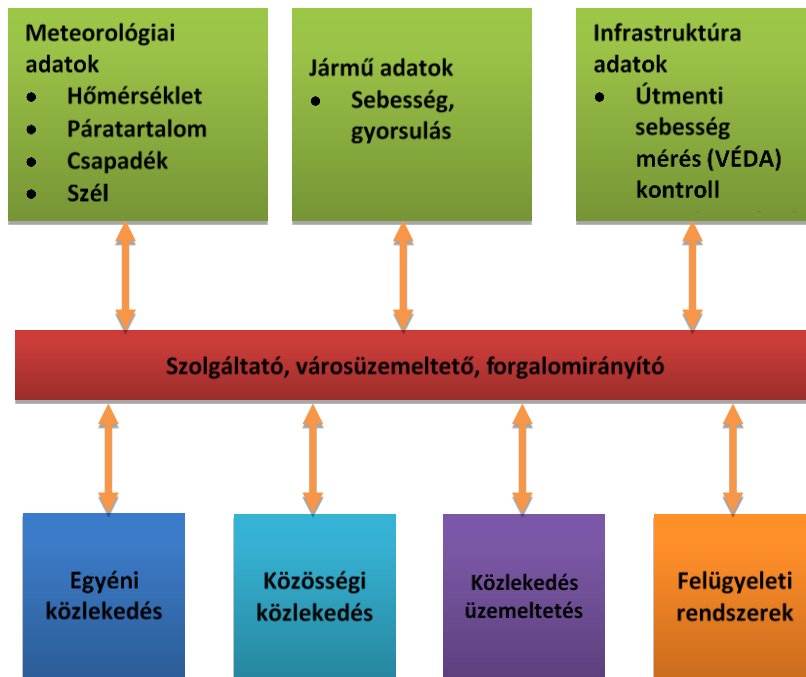 Meteorológiai
adatok
• Hőmérséklet
• Páratartalom
• Csapadék
• Szél
Jármű adatok
• Sebesség,
gyorsulás
Infrastruktúra
adatok
• Útmenti
sebesség
mérés (VÉDA)
kontroll
Szolgáltató, városüzemeltető, forgalomirányító
Egyéni
közlekedés
Közösségi
közlekedés
Közlekedés
üzemeltetés
Felügyeleti
rendszerek